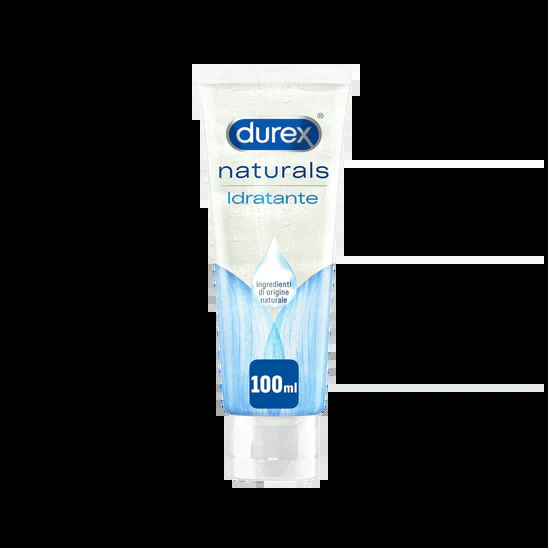 durex®
naturals
Idratante
ingredienti
di origine
naturale
100ml